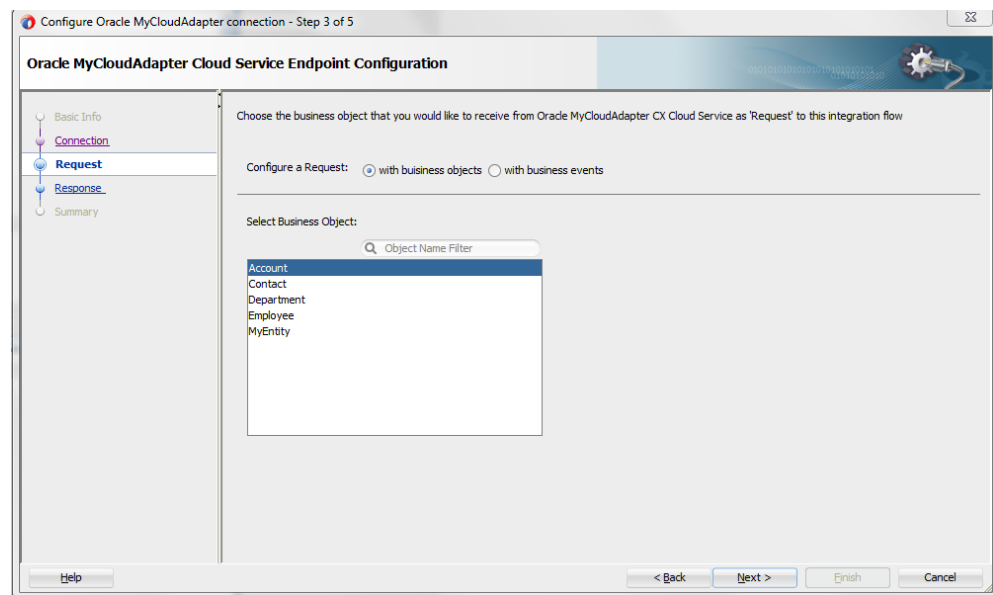 Configure Oracle MyCloudAdapter connection - Step 3 of 5
Oracle MyCloudAdapter Cloud Service Endpoint Configuration
Basic Info
Connection
Request
Response
Summary
Choose the business object that you would like to receive from Oracle MyCloudAdapter CX Cloud Service as 'Request' to this integration flow
Configure a Request: with buisiness objects with business events
Select Business Object:
Object Name Filter
Account
Contact
Department
Employee
MyEntity
Help
< Back Next > Finish Cancel